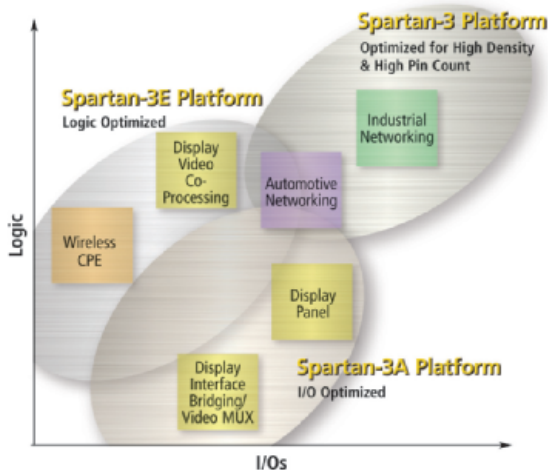 Spartan-3 Platform
Optimized for High Density
& High Pin Count
Spartan-3E Platform
Logic Optimized
Industrial
Networking
Display
Video
Co-
Processing
Automotive
Networking
Wireless
CPE
Display
Panel
Display
Interface
Bridging/
Video MUX
Spartan-3A Platform
I/O Optimized
Logic
I/Os